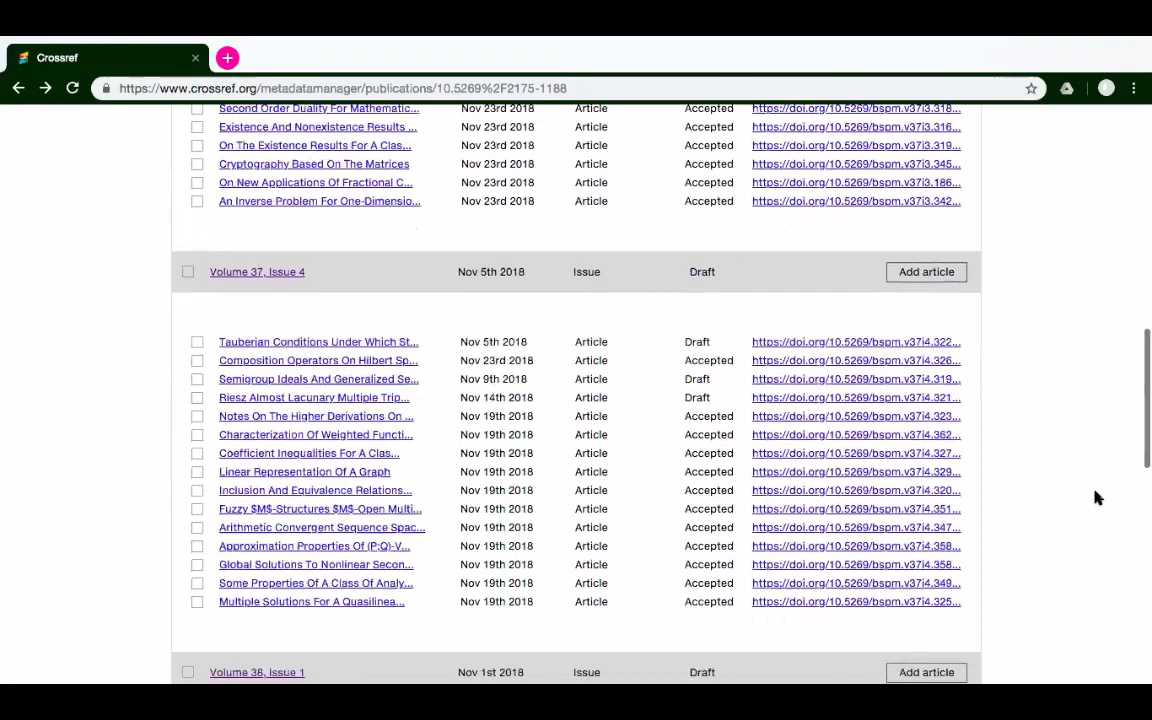 Crossref
https://www.crossref.org/metadatamanager/publications/10.5269%2F2175-1188
Second Order Duality For Mathematic... Nov 23rd 2018 Article Accepted https://doi.org/10.5269/bspm.v37i3.318...
Existence And Nonexistence Results ... Nov 23rd 2018 Article Accepted https://doi.org/10.5269/bspm.v37i3.316...
On The Existence Results For A Clas... Nov 23rd 2018 Article Accepted https://doi.org/10.5269/bspm.v37i3.319...
Cryptography Based On The Matrices Nov 23rd 2018 Article Accepted https://doi.org/10.5269/bspm.v37i3.345...
On New Applications Of Fractional C... Nov 23rd 2018 Article Accepted https://doi.org/10.5269/bspm.v37i3.186...
An Inverse Problem For One-Dimensio... Nov 23rd 2018 Article Accepted https://doi.org/10.5269/bspm.v37i3.342...
Volume 37, Issue 4 Nov 5th 2018 Issue Draft Add article
Tauberian Conditions Under Which St... Nov 5th 2018 Article Draft https://doi.org/10.5269/bspm.v37i4.322...
Composition Operators On Hilbert Sp... Nov 23rd 2018 Article Accepted https://doi.org/10.5269/bspm.v37i4.326...
Semigroup Ideals And Generalized Se... Nov 9th 2018 Article Draft https://doi.org/10.5269/bspm.v37i4.319...
Riesz Almost Lacunary Multiple Trip... Nov 14th 2018 Article Draft https://doi.org/10.5269/bspm.v37i4.321...
Notes On The Higher Derivations On ... Nov 19th 2018 Article Accepted https://doi.org/10.5269/bspm.v37i4.323...
Characterization Of Weighted Functi... Nov 19th 2018 Article Accepted https://doi.org/10.5269/bspm.v37i4.362...
Coefficient Inequalities For A Clas... Nov 19th 2018 Article Accepted https://doi.org/10.5269/bspm.v37i4.327...
Linear Representation Of A Graph Nov 19th 2018 Article Accepted https://doi.org/10.5269/bspm.v37i4.329...
Inclusion And Equivalence Relations... Nov 19th 2018 Article Accepted https://doi.org/10.5269/bspm.v37i4.320...
Fuzzy $M$-Structures $M$-Open Multi... Nov 19th 2018 Article Accepted https://doi.org/10.5269/bspm.v37i4.351...
Arithmetic Convergent Sequence Spac... Nov 19th 2018 Article Accepted https://doi.org/10.5269/bspm.v37i4.347...
Approximation Properties Of (P;Q)-V... Nov 19th 2018 Article Accepted https://doi.org/10.5269/bspm.v37i4.358...
Global Solutions To Nonlinear Secon... Nov 19th 2018 Article Accepted https://doi.org/10.5269/bspm.v37i4.358...
Some Properties Of A Class Of Analy... Nov 19th 2018 Article Accepted https://doi.org/10.5269/bspm.v37i4.349...
Multiple Solutions For A Quasilinea... Nov 19th 2018 Article Accepted https://doi.org/10.5269/bspm.v37i4.325...
Volume 38, Issue 1 Nov 1st 2018 Issue Draft Add article